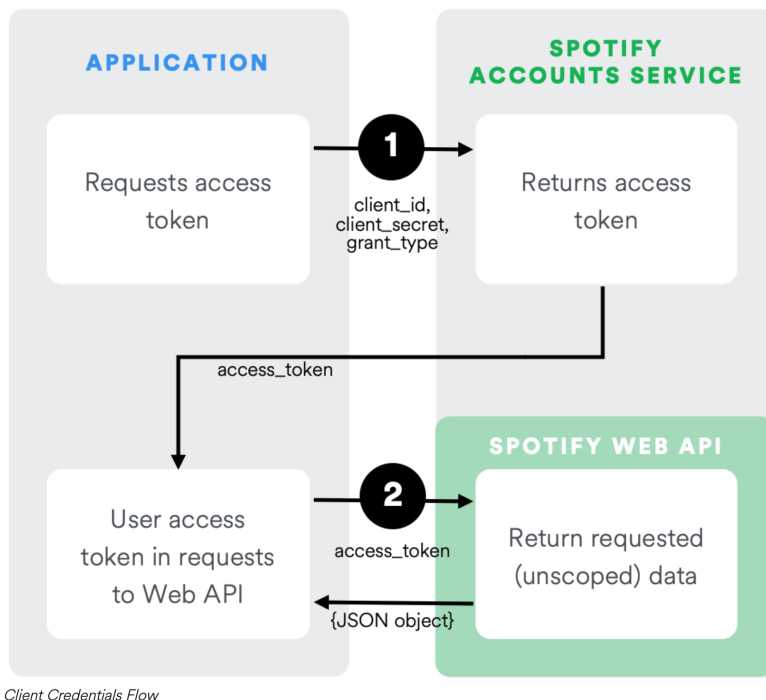 APPLICATION
SPOTIFY
ACCOUNTS SERVICE
Requests access
token
1
client_id,
client_secret,
grant_type
Returns access
token
access_token
SPOTIFY WEB API
User access
token in requests
to Web API
2
access_token
{JSON object}
Return requested
(unscoped) data
Client Credentials Flow